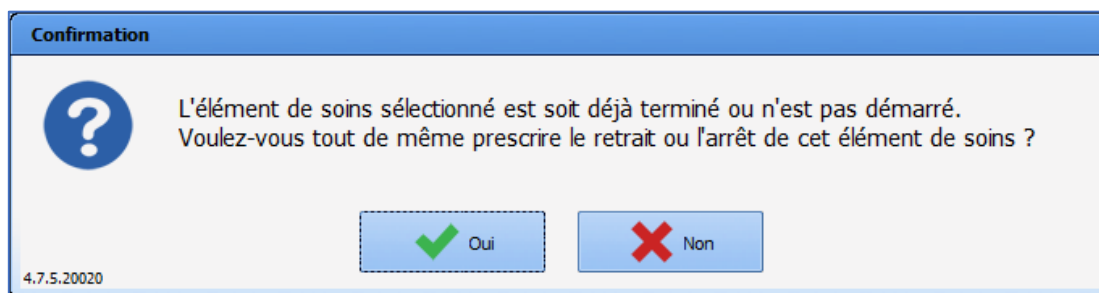 Confirmation
L'élément de soins sélectionné est soit déjà terminé ou n'est pas démarré.
Voulez-vous tout de même prescrire le retrait ou l'arrêt de cet élément de soins ?
Oui
Non
4.7.5.20020